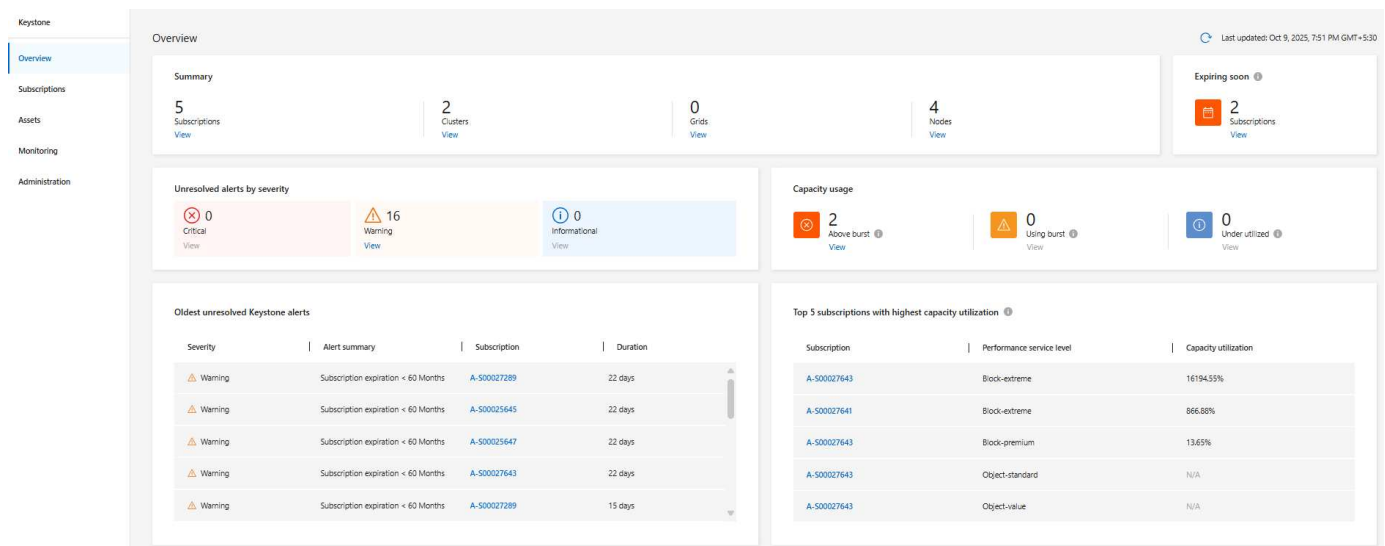 Keystone
Overview
Subscriptions
Assets
Monitoring
Administration
Overview
Last updated: Oct 9, 2025, 7:51 PM GMT+5:30
Summary
5
Subscriptions
View
2
Clusters
View
0
Grids
View
4
Nodes
View
Expiring soon
2
Subscriptions
View
Unresolved alerts by severity
0
Critical
View
16
Warning
View
0
Informational
View
Capacity usage
2
Above burst
View
0
Using burst
View
0
Under utilized
View
Oldest unresolved Keystone alerts
Severity Alert summary Subscription Duration
Warning Subscription expiration < 60 Months A-S00027289 22 days
Warning Subscription expiration < 60 Months A-S00025645 22 days
Warning Subscription expiration < 60 Months A-S00025647 22 days
Warning Subscription expiration < 60 Months A-S00027643 22 days
Warning Subscription expiration < 60 Months A-S00027289 15 days
Top 5 subscriptions with highest capacity utilization
Subscription Performance service level Capacity utilization
A-S00027643 Block-extreme 16194.55%
A-S00027641 Block-extreme 866.88%
A-S00027643 Block-premium 13.65%
A-S00027643 Object-standard N/A
A-S00027643 Object-value N/A